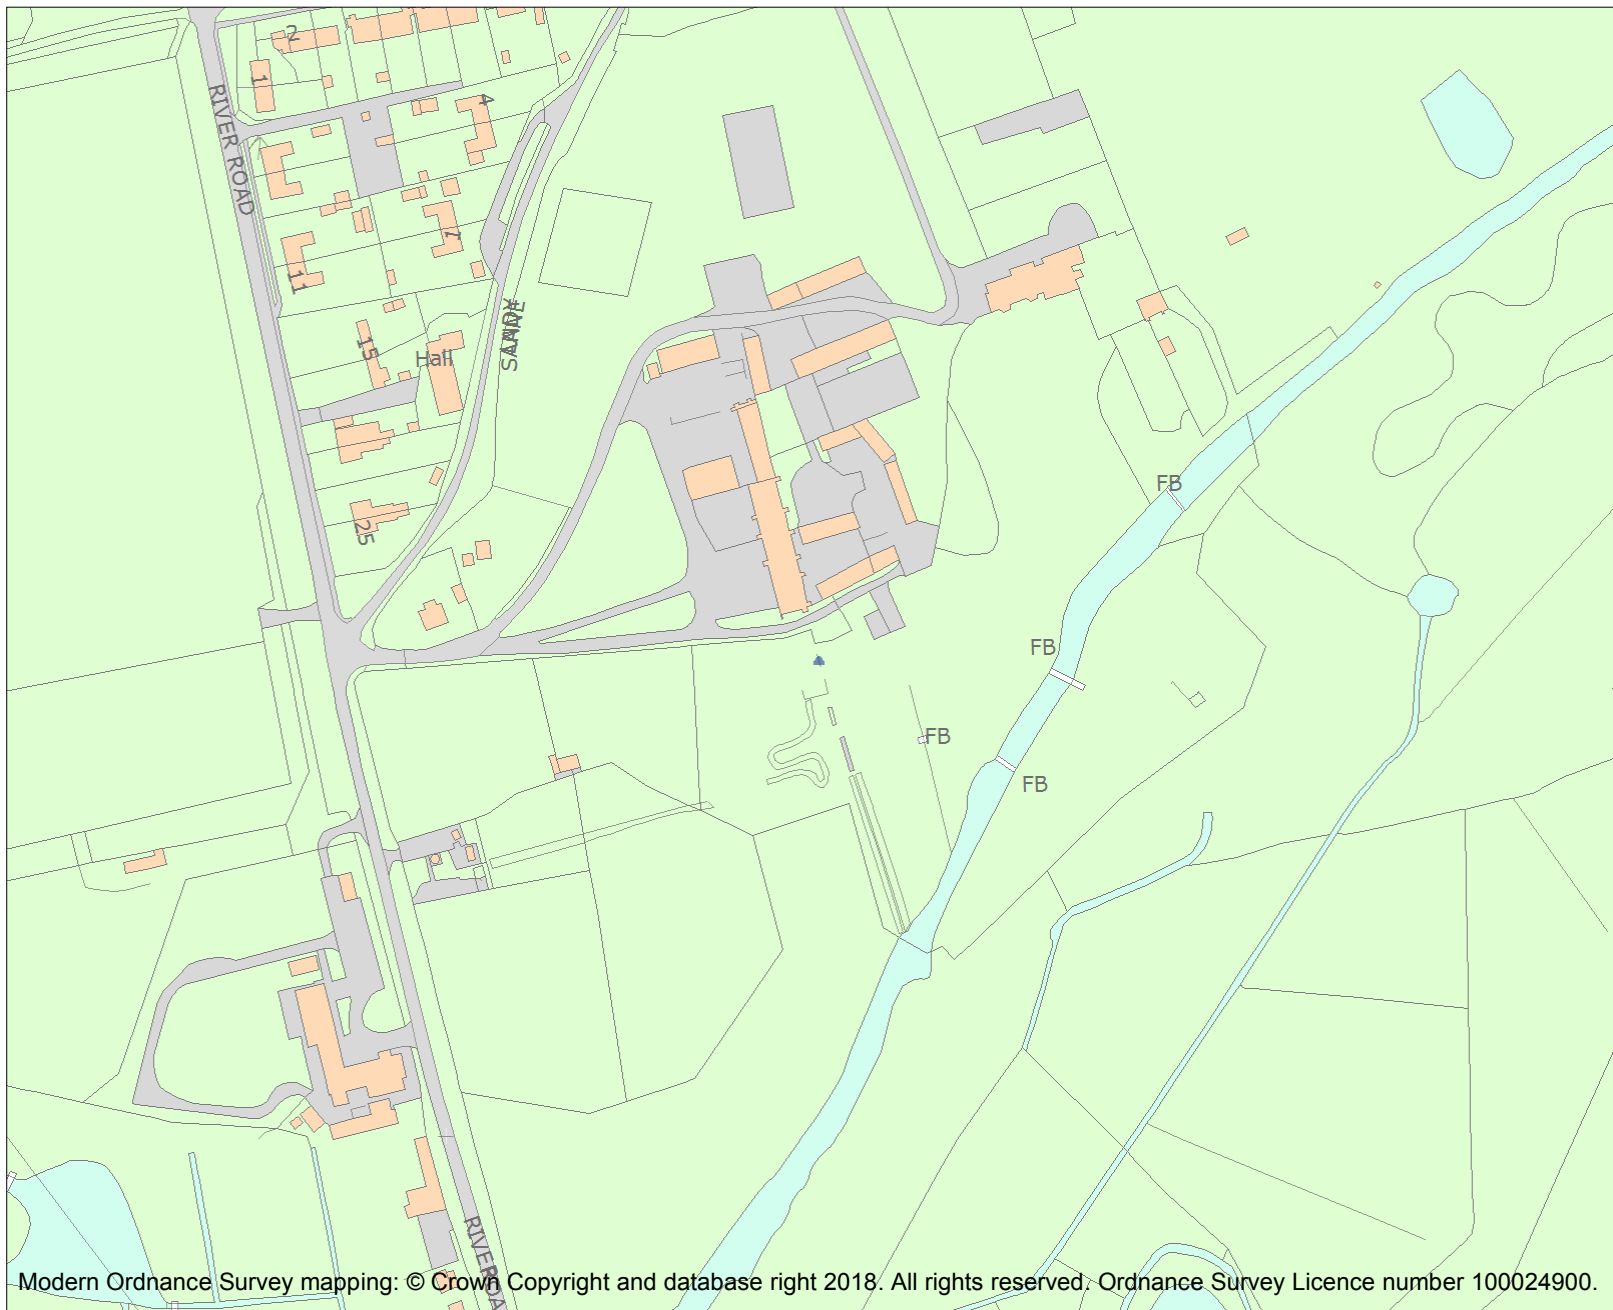 2
1
4
RIVER ROAD
7
11
SANDY LANE
15
Hall
25
FB
FB
FB
FB
RIVER ROA
Modern Ordnance Survey mapping: © Crown Copyright and database right 2018. All rights reserved. Ordnance Survey Licence number 100024900.